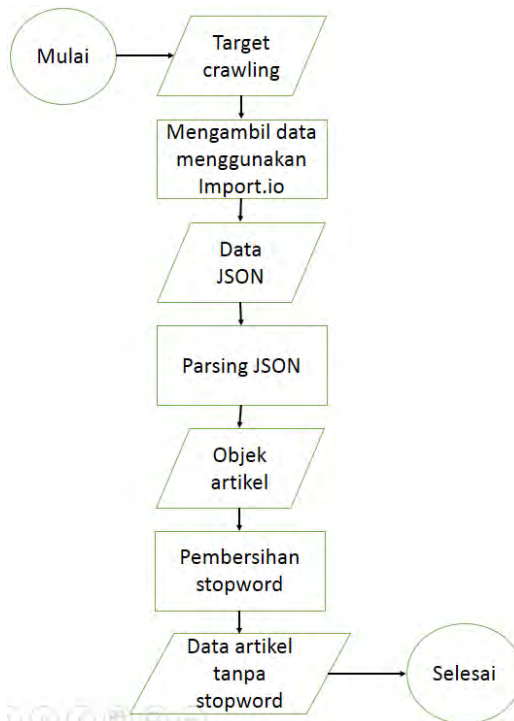 Mulai
Target
crawling
Mengambil data
menggunakan
Import.io
Data
JSON
Parsing JSON
Objek
artikel
Pembersihan
stopword
Data artikel
tanpa
stopword
Selesai